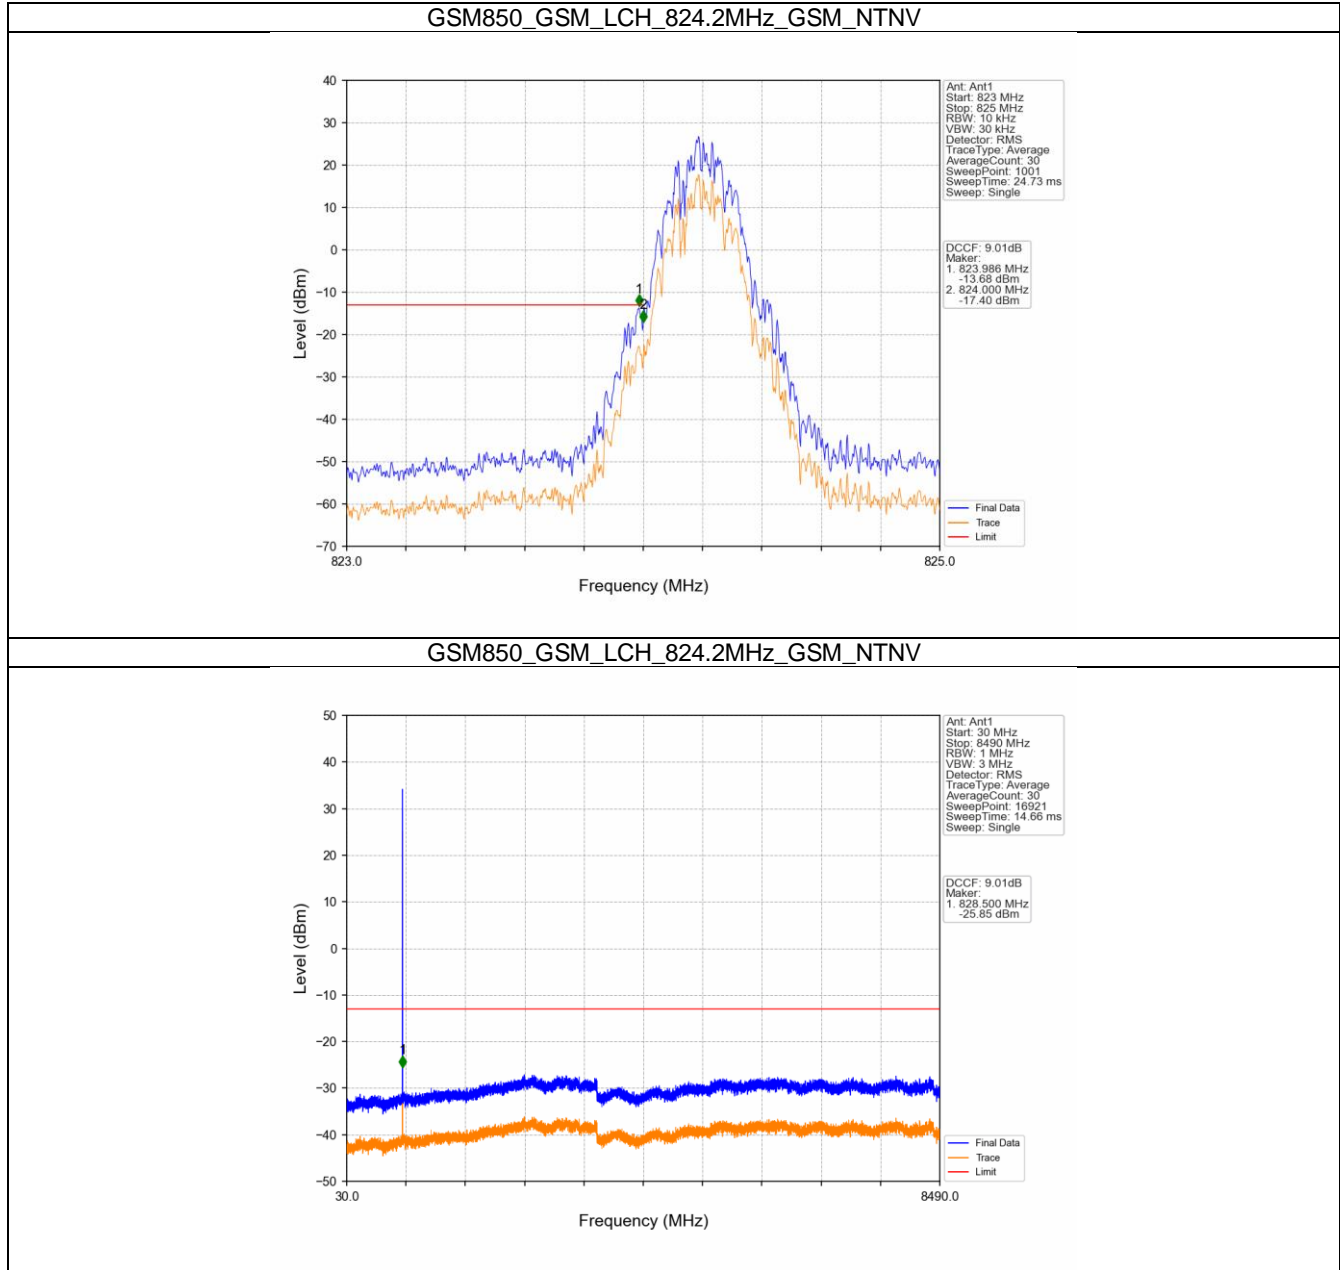 GSM850_GSM_LCH_824.2MHz_GSM_NTNV
40
30
20
10
0
−10
−20
−30
−40
−50
−60
−70
Level (dBm)
823.0
825.0
Frequency (MHz)
1
2
Ant: Ant1
Start: 823 MHz
Stop: 825 MHz
RBW: 10 kHz
VBW: 30 kHz
Detector: RMS
TraceType: Average
AverageCount: 30
SweepPoint: 1001
SweepTime: 24.73 ms
Sweep: Single
DCCF: 9.01dB
Maker:
1. 823.986 MHz
-13.68 dBm
2. 824.000 MHz
-17.40 dBm
Final Data
Trace
Limit
GSM850_GSM_LCH_824.2MHz_GSM_NTNV
50
40
30
20
10
0
−10
−20
−30
−40
−50
Level (dBm)
30.0
8490.0
Frequency (MHz)
1
Ant: Ant1
Start: 30 MHz
Stop: 8490 MHz
RBW: 1 MHz
VBW: 3 MHz
Detector: RMS
TraceType: Average
AverageCount: 30
SweepPoint: 16921
SweepTime: 14.66 ms
Sweep: Single
DCCF: 9.01dB
Maker:
1. 828.500 MHz
-25.85 dBm
Final Data
Trace
Limit